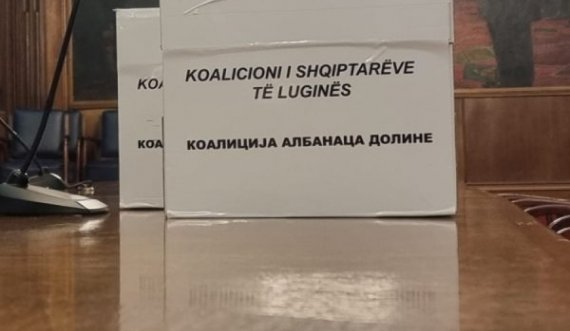 KOALICIONI I SHQIPTARËVE
TË LUGINËS
КОАЛИЦИЈА АЛБАНАЦА ДОЛИНЕ